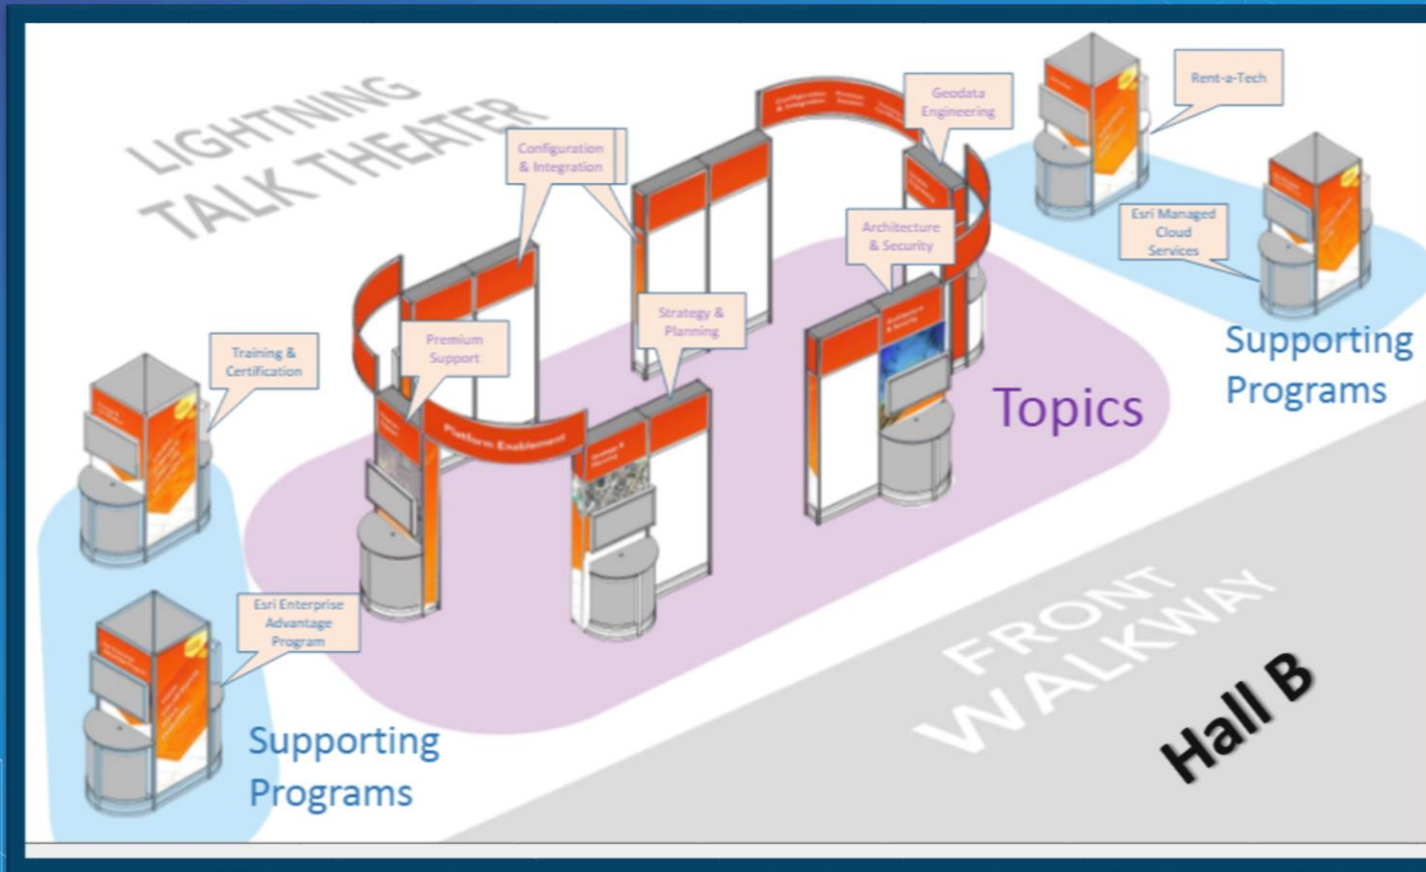 LIGHTNING
TALK THEATER
Configuration
& Integration
Geodata
Engineering
Rent-a-Tech
Esri Managed
Cloud
Services
Architecture
& Security
Strategy &
Planning
Premium
Support
Training &
Certification
Platform Enablement
Topics
Supporting
Programs
Esri Enterprise
Advantage
Program
Supporting
Programs
FRONT
WALKWAY
Hall B